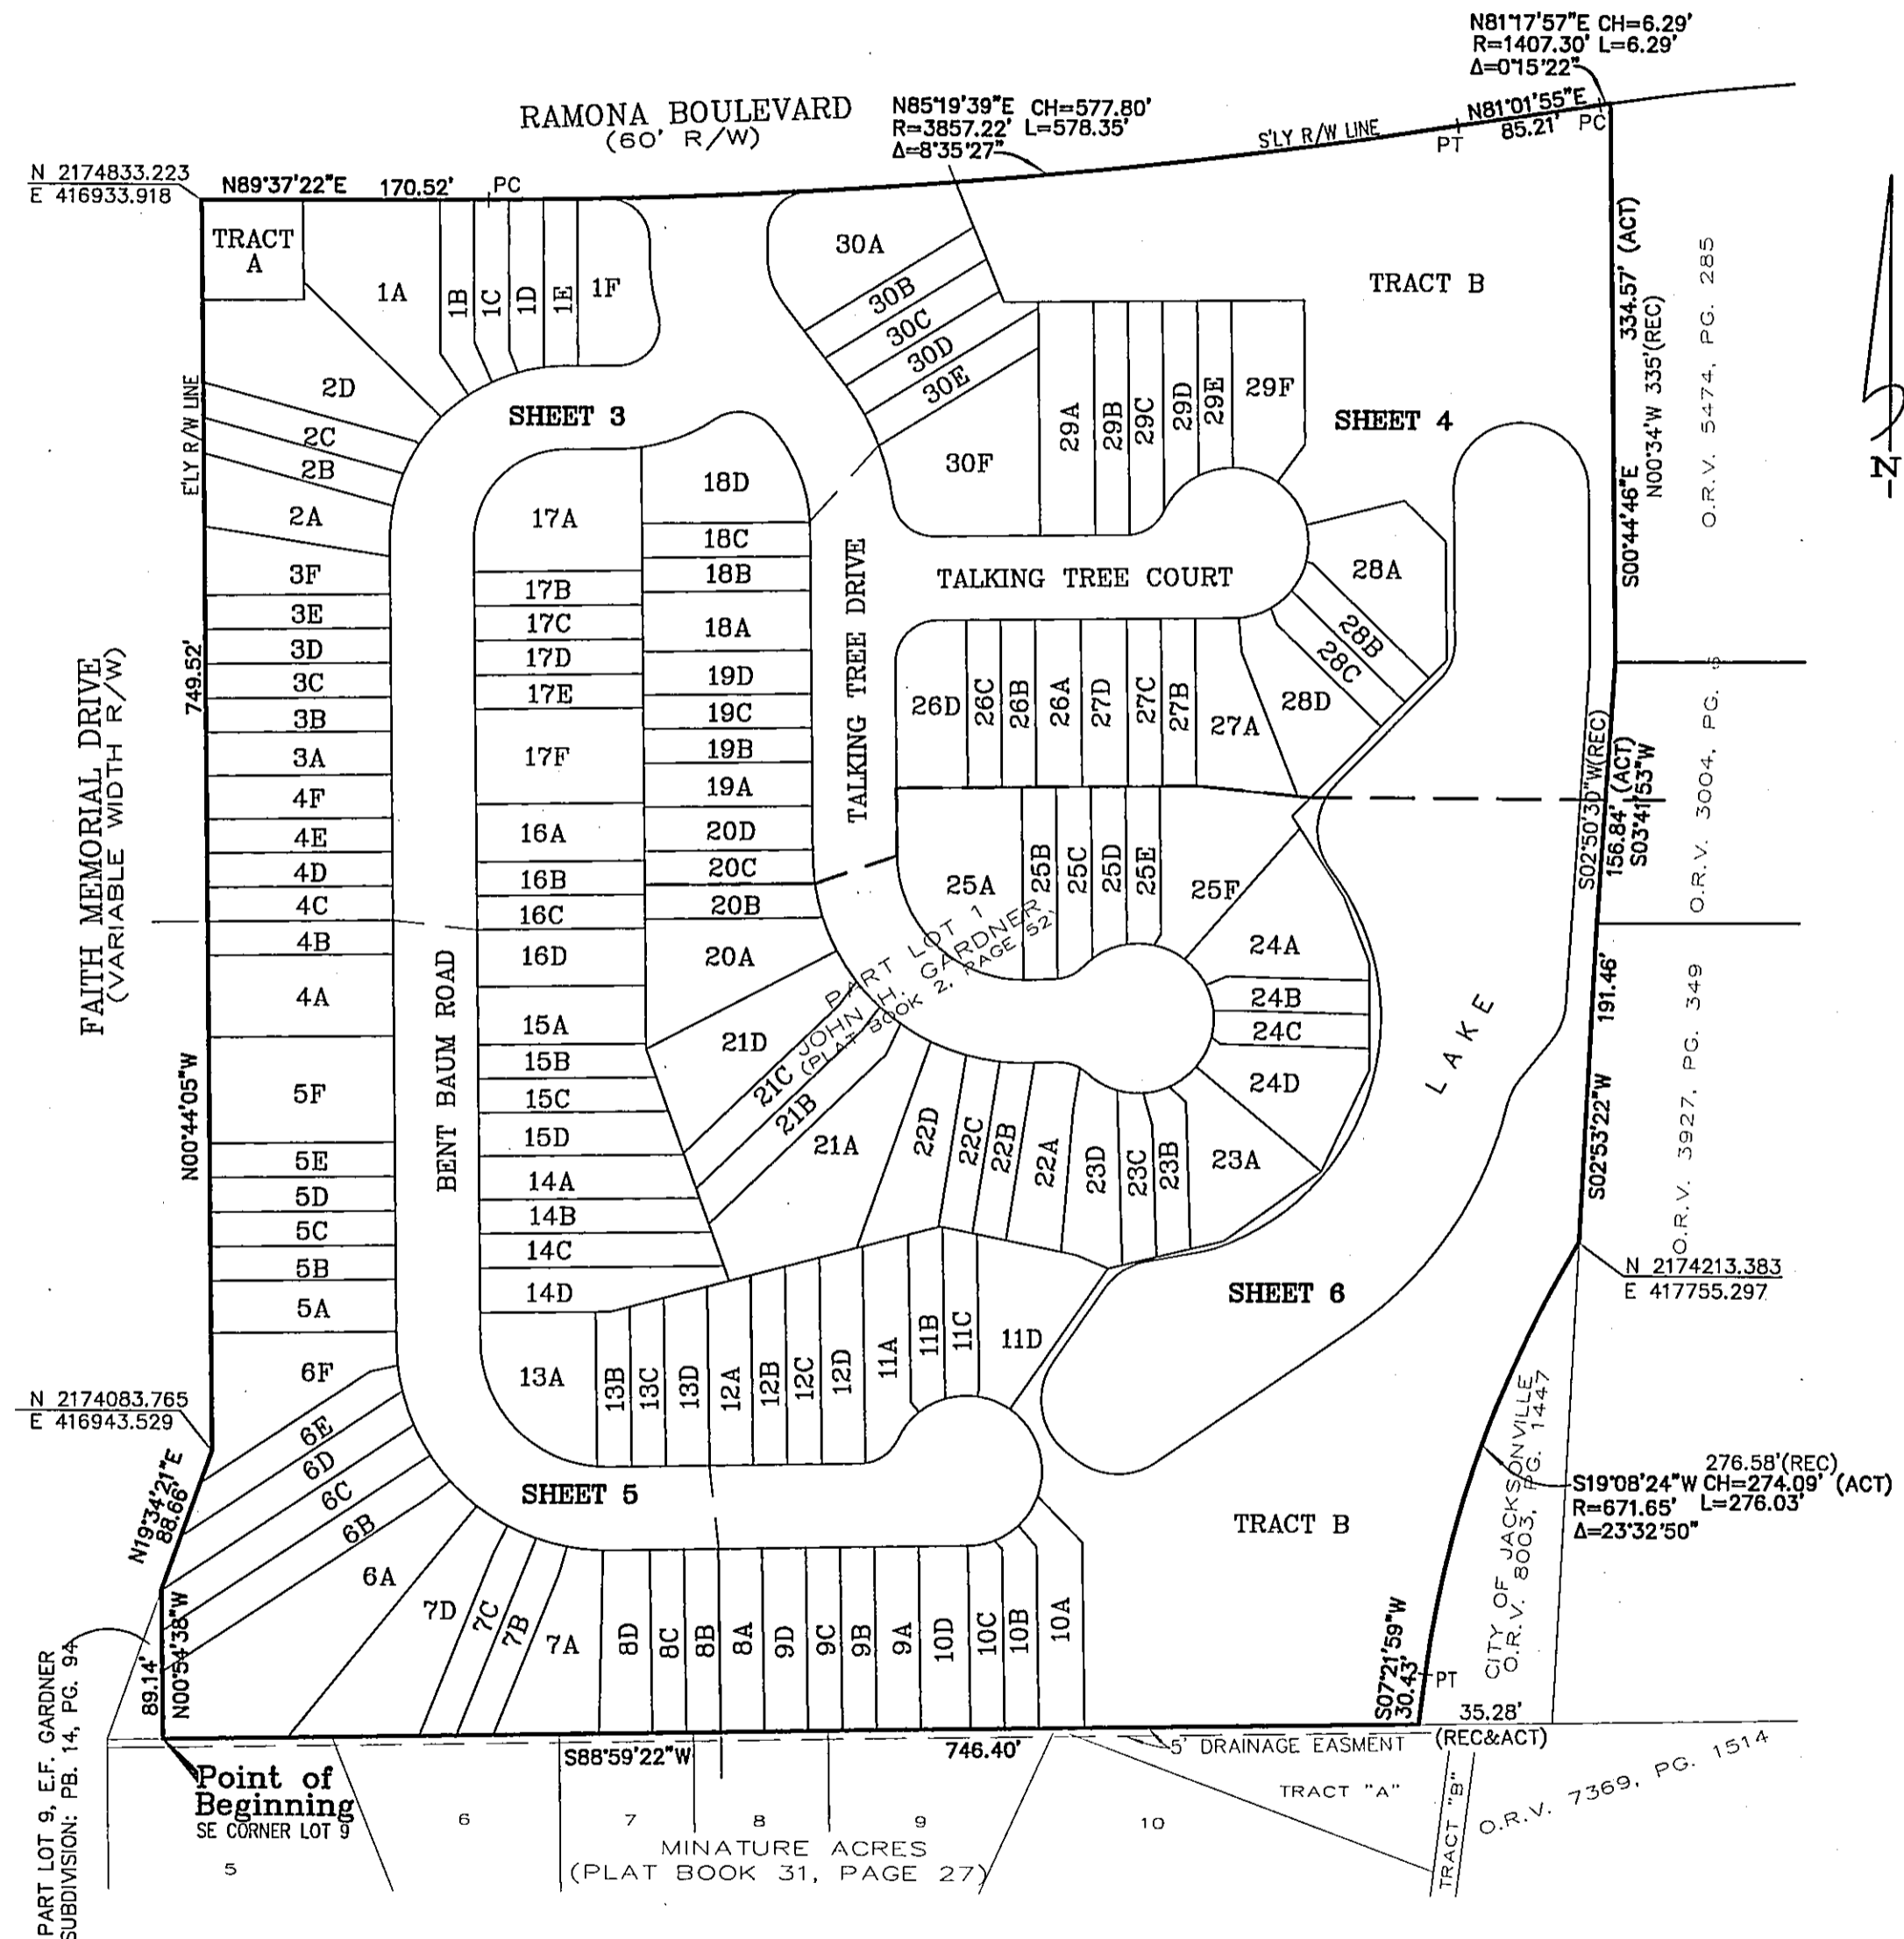 N81°17'57"E CH=6.29'
R=1407.30' L=6.29'
Δ=0°15'22"
RAMONA BOULEVARD
(60' R/W)
N85°19'39"E CH=577.80'
R=3857.22' L=578.35'
Δ=8°35'27"
S'LY R/W LINE
N81°01'55"E
85.21'
PT
PC
N 2174833.223
E 416933.918
N89°37'22"E 170.52'
PC
TRACT
A
1A
1B
1C
1D
1E
1F
30A
30B
30C
30D
30E
30F
TRACT B
334.57' (ACT)
N00°34'W 335'(REC)
S0°44'46"E
O.R.V. 5474, PG. 285
N
E'LY R/W LINE
2D
2C
2B
2A
SHEET 3
29A
29B
29C
29D
29E
29F
SHEET 4
17A
17B
17C
17D
17E
17F
18D
18C
18B
18A
19D
19C
19B
19A
20D
20C
20B
20A
TALKING TREE DRIVE
TALKING TREE DRIVE
TALKING TREE COURT
28A
28B
28C
28D
3F
3E
3D
3C
3B
3A
4F
4E
4D
4C
4B
4A
FAITH MEMORIAL DRIVE
(VARIABLE WIDTH R/W)
749.52'
N00°44'05"W
26D
26C
26B
26A
27D
27C
27B
27A
S02°50'30"W(REC)
156.84' (ACT)
S03°41'53"W
O.R.V. 3004, PG.
16A
16B
16C
16D
25A
25B
25C
25D
25E
25F
PART LOT 1
JOHN H. GARDNER
(PLAT BOOK 2, PAGE 52)
24A
24B
24C
24D
LAKE
191.46'
S02°53'22"W
O.R.V. 3927, PG. 349
BENT BAUM ROAD
15A
15B
15C
15D
14A
14B
14C
14D
21D
21C
21B
21A
22D
22C
22B
22A
23D
23C
23B
23A
5F
5E
5D
5C
5B
5A
SHEET 6
N 2174213.383
E 417755.297
13A
13B
13C
13D
12A
12B
12C
12D
11A
11B
11C
11D
6F
6E
6D
6C
6B
6A
N 2174083.765
E 416943.529
N19°34'21"E
88.66'
SHEET 5
TRACT B
276.58'(REC)
S19°08'24"W CH=274.09' (ACT)
R=671.65' L=276.03'
Δ=23°32'50"
CITY OF JACKSONVILLE
O.R.V. 8003, PG. 1447
7D
7C
7B
7A
8D
8C
8B
8A
9D
9C
9B
9A
10D
10C
10B
10A
S07°21'59"W
30.43'
PT
35.28'
(REC&ACT)
89.14'
N00°54'38"W
PART LOT 9, E.F. GARDNER
SUBDIVISION: PB. 14, PG. 94
S88°59'22"W
746.40'
5' DRAINAGE EASMENT
Point of
Beginning
SE CORNER LOT 9
5
6
7
8
9
10
MINATURE ACRES
(PLAT BOOK 31, PAGE 27)
TRACT "A"
TRACT "B"
O.R.V. 7369, PG. 1514